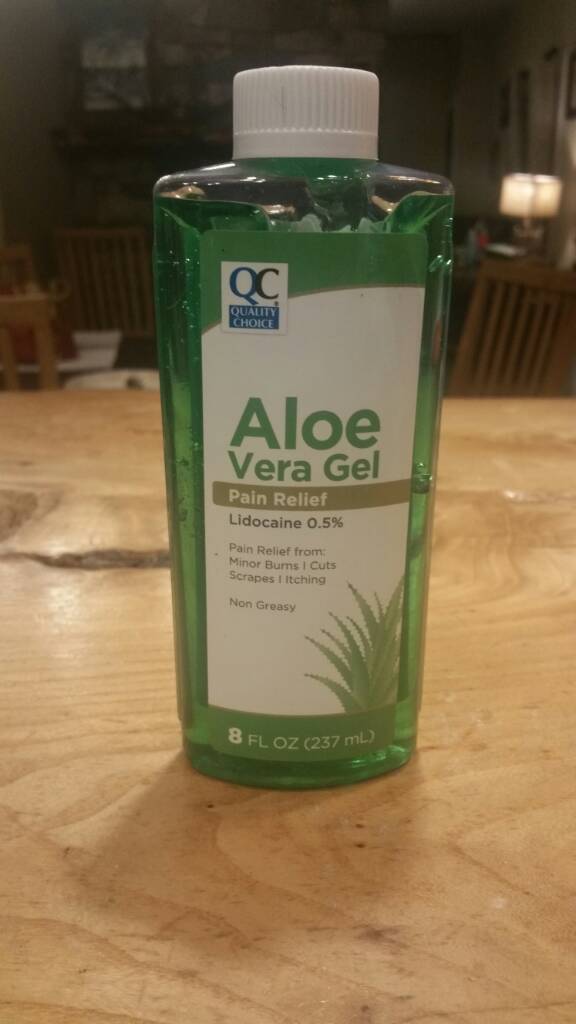 QC
QUALITY
CHOICE
Aloe
Vera Gel
Pain Relief
Lidocaine 0.5%
Pain Relief from:
Minor Burns | Cuts
Scrapes | Itching
Non Greasy
8 FL OZ (237 mL)